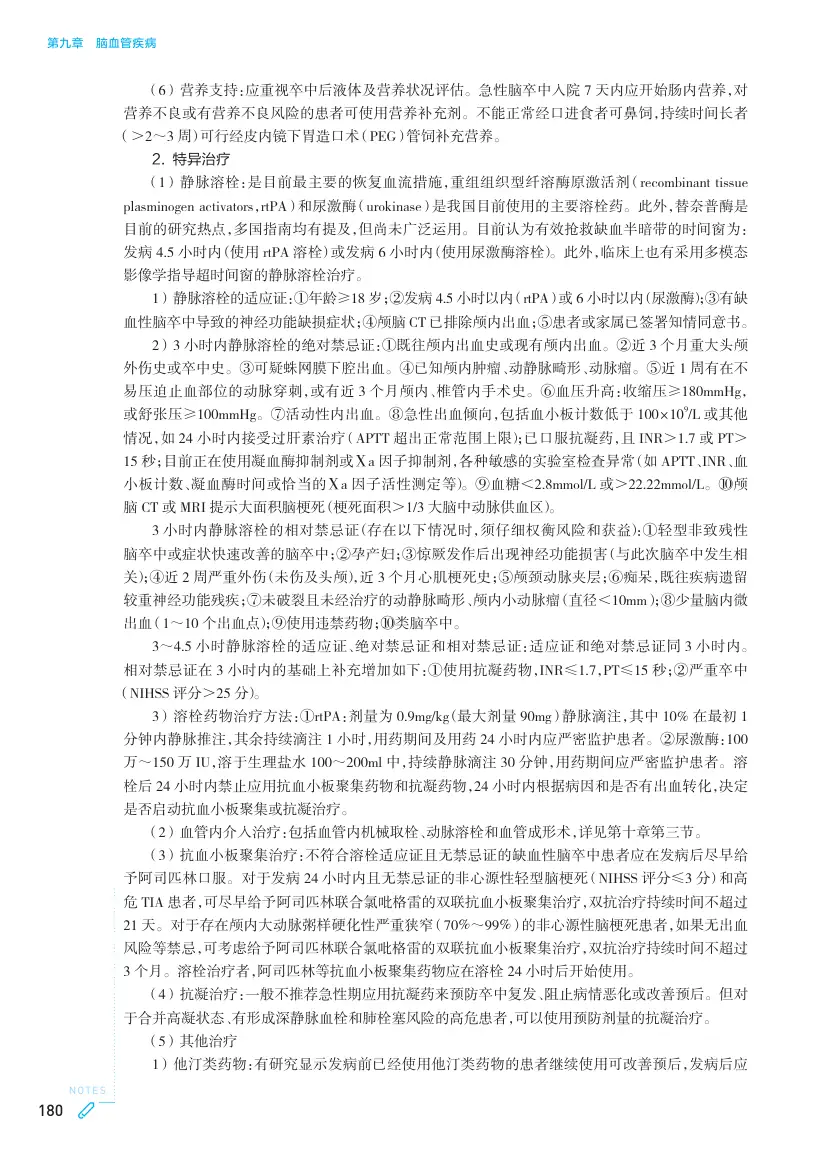 第九章 脑血管疾病
（6）营养支持：应重视卒中后液体及营养状况评估。急性脑卒中入院 7 天内应开始肠内营养，对
营养不良或有营养不良风险的患者可使用营养补充剂。不能正常经口进食者可鼻饲，持续时间长者
（＞2～3 周）可行经皮内镜下胃造口术（PEG）管饲补充营养。
2. 特异治疗
（1）静脉溶栓：是目前最主要的恢复血流措施，重组组织型纤溶酶原激活剂（recombinant tissue
plasminogen activators，rtPA）和尿激酶（urokinase）是我国目前使用的主要溶栓药。此外，替奈普酶是
目前的研究热点，多国指南均有提及，但尚未广泛运用。目前认为有效抢救缺血半暗带的时间窗为：
发病 4.5 小时内（使用 rtPA 溶栓）或发病 6 小时内（使用尿激酶溶栓）。此外，临床上也有采用多模态
影像学指导超时间窗的静脉溶栓治疗。
1）静脉溶栓的适应证：①年龄≥18 岁；②发病 4.5 小时以内（rtPA）或 6 小时以内（尿激酶）；③有缺
血性脑卒中导致的神经功能缺损症状；④颅脑 CT 已排除颅内出血；⑤患者或家属已签署知情同意书。
2）3 小时内静脉溶栓的绝对禁忌证：①既往颅内出血史或现有颅内出血。②近 3 个月重大头颅
外伤史或卒中史。③可疑蛛网膜下腔出血。④已知颅内肿瘤、动静脉畸形、动脉瘤。⑤近 1 周有在不
易压迫止血部位的动脉穿刺，或有近 3 个月颅内、椎管内手术史。⑥血压升高：收缩压≥180mmHg，
或舒张压≥100mmHg。⑦活动性内出血。⑧急性出血倾向，包括血小板计数低于 100×10⁹/L 或其他
情况，如 24 小时内接受过肝素治疗（APTT 超出正常范围上限）；已口服抗凝药，且 INR＞1.7 或 PT＞
15 秒；目前正在使用凝血酶抑制剂或Ⅹa 因子抑制剂，各种敏感的实验室检查异常（如 APTT、INR、血
小板计数、凝血酶时间或恰当的Ⅹa 因子活性测定等）。⑨血糖＜2.8mmol/L 或＞22.22mmol/L。⑩颅
脑 CT 或 MRI 提示大面积脑梗死（梗死面积＞1/3 大脑中动脉供血区）。
3 小时内静脉溶栓的相对禁忌证（存在以下情况时，须仔细权衡风险和获益）：①轻型非致残性
脑卒中或症状快速改善的脑卒中；②孕产妇；③惊厥发作后出现神经功能损害（与此次脑卒中发生相
关）；④近 2 周严重外伤（未伤及头颅），近 3 个月心肌梗死史；⑤颅颈动脉夹层；⑥痴呆，既往疾病遗留
较重神经功能残疾；⑦未破裂且未经治疗的动静脉畸形、颅内小动脉瘤（直径＜10mm）；⑧少量脑内微
出血（1～10 个出血点）；⑨使用违禁药物；⑩类脑卒中。
3～4.5 小时静脉溶栓的适应证、绝对禁忌证和相对禁忌证：适应证和绝对禁忌证同 3 小时内。
相对禁忌证在 3 小时内的基础上补充增加如下：①使用抗凝药物，INR≤1.7，PT≤15 秒；②严重卒中
（NIHSS 评分＞25 分）。
3）溶栓药物治疗方法：①rtPA：剂量为 0.9mg/kg（最大剂量 90mg）静脉滴注，其中 10% 在最初 1
分钟内静脉推注，其余持续滴注 1 小时，用药期间及用药 24 小时内应严密监护患者。②尿激酶：100
万～150 万 IU，溶于生理盐水 100～200ml 中，持续静脉滴注 30 分钟，用药期间应严密监护患者。溶
栓后 24 小时内禁止应用抗血小板聚集药物和抗凝药物，24 小时内根据病因和是否有出血转化，决定
是否启动抗血小板聚集或抗凝治疗。
（2）血管内介入治疗：包括血管内机械取栓、动脉溶栓和血管成形术，详见第十章第三节。
（3）抗血小板聚集治疗：不符合溶栓适应证且无禁忌证的缺血性脑卒中患者应在发病后尽早给
予阿司匹林口服。对于发病 24 小时内且无禁忌证的非心源性轻型脑梗死（NIHSS 评分≤3 分）和高
危 TIA 患者，可尽早给予阿司匹林联合氯吡格雷的双联抗血小板聚集治疗，双抗治疗持续时间不超过
21 天。对于存在颅内大动脉粥样硬化性严重狭窄（70%～99%）的非心源性脑梗死患者，如果无出血
风险等禁忌，可考虑给予阿司匹林联合氯吡格雷的双联抗血小板聚集治疗，双抗治疗持续时间不超过
3 个月。溶栓治疗者，阿司匹林等抗血小板聚集药物应在溶栓 24 小时后开始使用。
（4）抗凝治疗：一般不推荐急性期应用抗凝药来预防卒中复发、阻止病情恶化或改善预后。但对
于合并高凝状态、有形成深静脉血栓和肺栓塞风险的高危患者，可以使用预防剂量的抗凝治疗。
（5）其他治疗
1）他汀类药物：有研究显示发病前已经使用他汀类药物的患者继续使用可改善预后，发病后应
NOTES
180